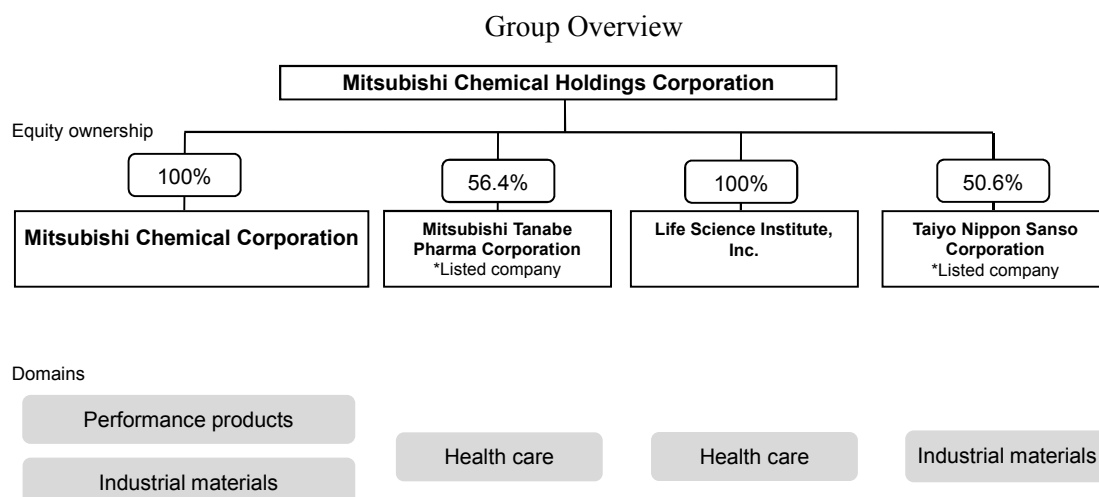 Group Overview
Mitsubishi Chemical Holdings Corporation
Equity ownership
100%
56.4%
100%
50.6%
Mitsubishi Chemical Corporation
Mitsubishi Tanabe
Pharma Corporation
*Listed company
Life Science Institute,
Inc.
Taiyo Nippon Sanso
Corporation
*Listed company
Domains
Performance products
Industrial materials
Health care
Health care
Industrial materials